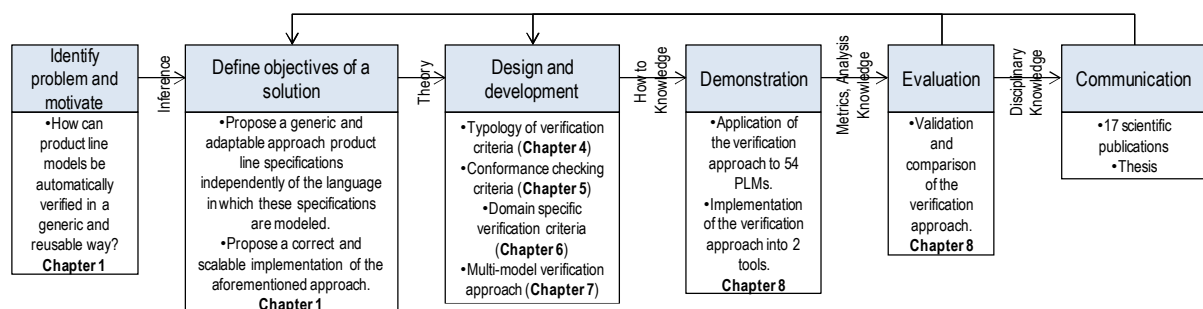 Identify
problem and
motivate
•How can
product line
models be
automatically
verified in a
generic and
reusable way?
Chapter 1
Inference
Define objectives of a
solution
•Propose a generic and
adaptable approach product
line specifications
independently of the language
in which these specifications
are modeled.
•Propose a correct and
scalable implementation of the
aforementioned approach.
Chapter 1
Theory
Design and
development
•Typology of verification
criteria (Chapter 4)
•Conformance checking
criteria (Chapter 5)
•Domain specific
verification criteria
(Chapter 6)
•Multi-model verification
approach (Chapter 7)
How to
Knowledge
Demonstration
•Application of
the verification
approach to 54
PLMs.
•Implementation
of the verification
approach into 2
tools.
Chapter 8
Metrics, Analysis
Knowledge
Evaluation
•Validation
and
comparison
of the
verification
approach.
Chapter 8
Disciplinary
Knowledge
Communication
•17 scientific
publications
•Thesis